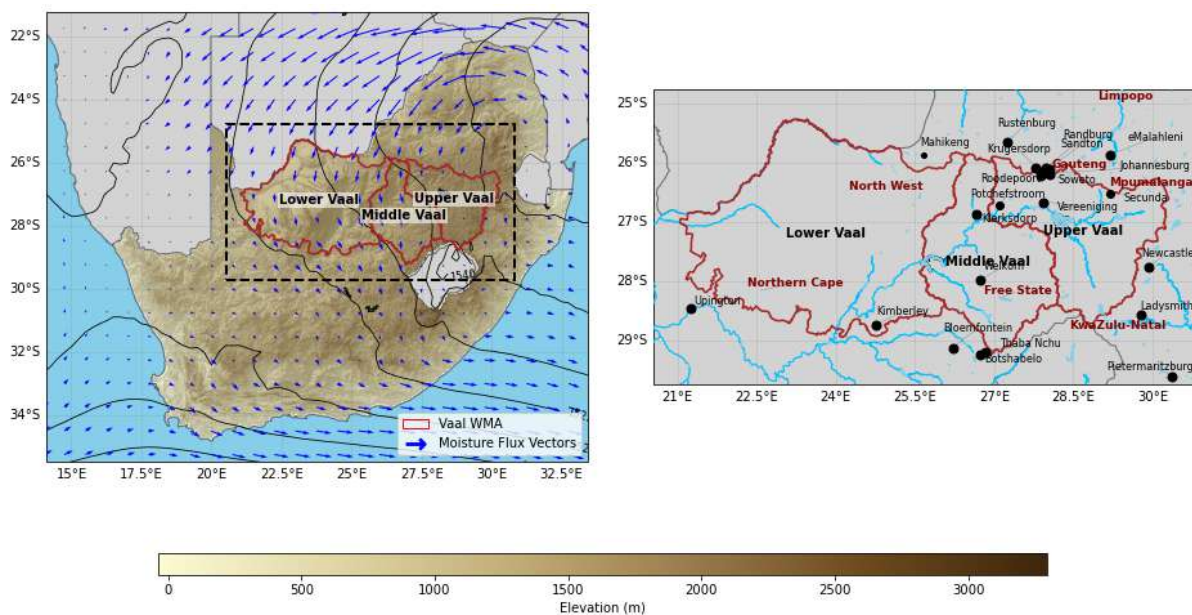 22°S
24°S
26°S
28°S
30°S
32°S
34°S
15°E
17.5°E
20°E
22.5°E
25°E
27.5°E
30°E
32.5°E
Lower Vaal
Upper Vaal
Middle Vaal
1540
Vaal WMA
Moisture Flux Vectors
25°S
26°S
27°S
28°S
29°S
21°E
22.5°E
24°E
25.5°E
27°E
28.5°E
30°E
Limpopo
Rustenburg
Randburg
Mahikeng
Krugersdorp
Sandton
eMalahleni
Gauteng
Johannesburg
North West
Roodepoort
Soweto
Mpumalanga
Potchefstroom
Secunda
Vereeniging
Klerksdorp
Lower Vaal
Upper Vaal
Middle Vaal
Newcastle
Welkom
Northern Cape
Free State
Upington
Kimberley
Ladysmith
Bloemfontein
KwaZulu-Natal
Thaba Nchu
Botshabelo
Pietermaritzburg
0
500
1000
1500
2000
2500
3000
Elevation (m)